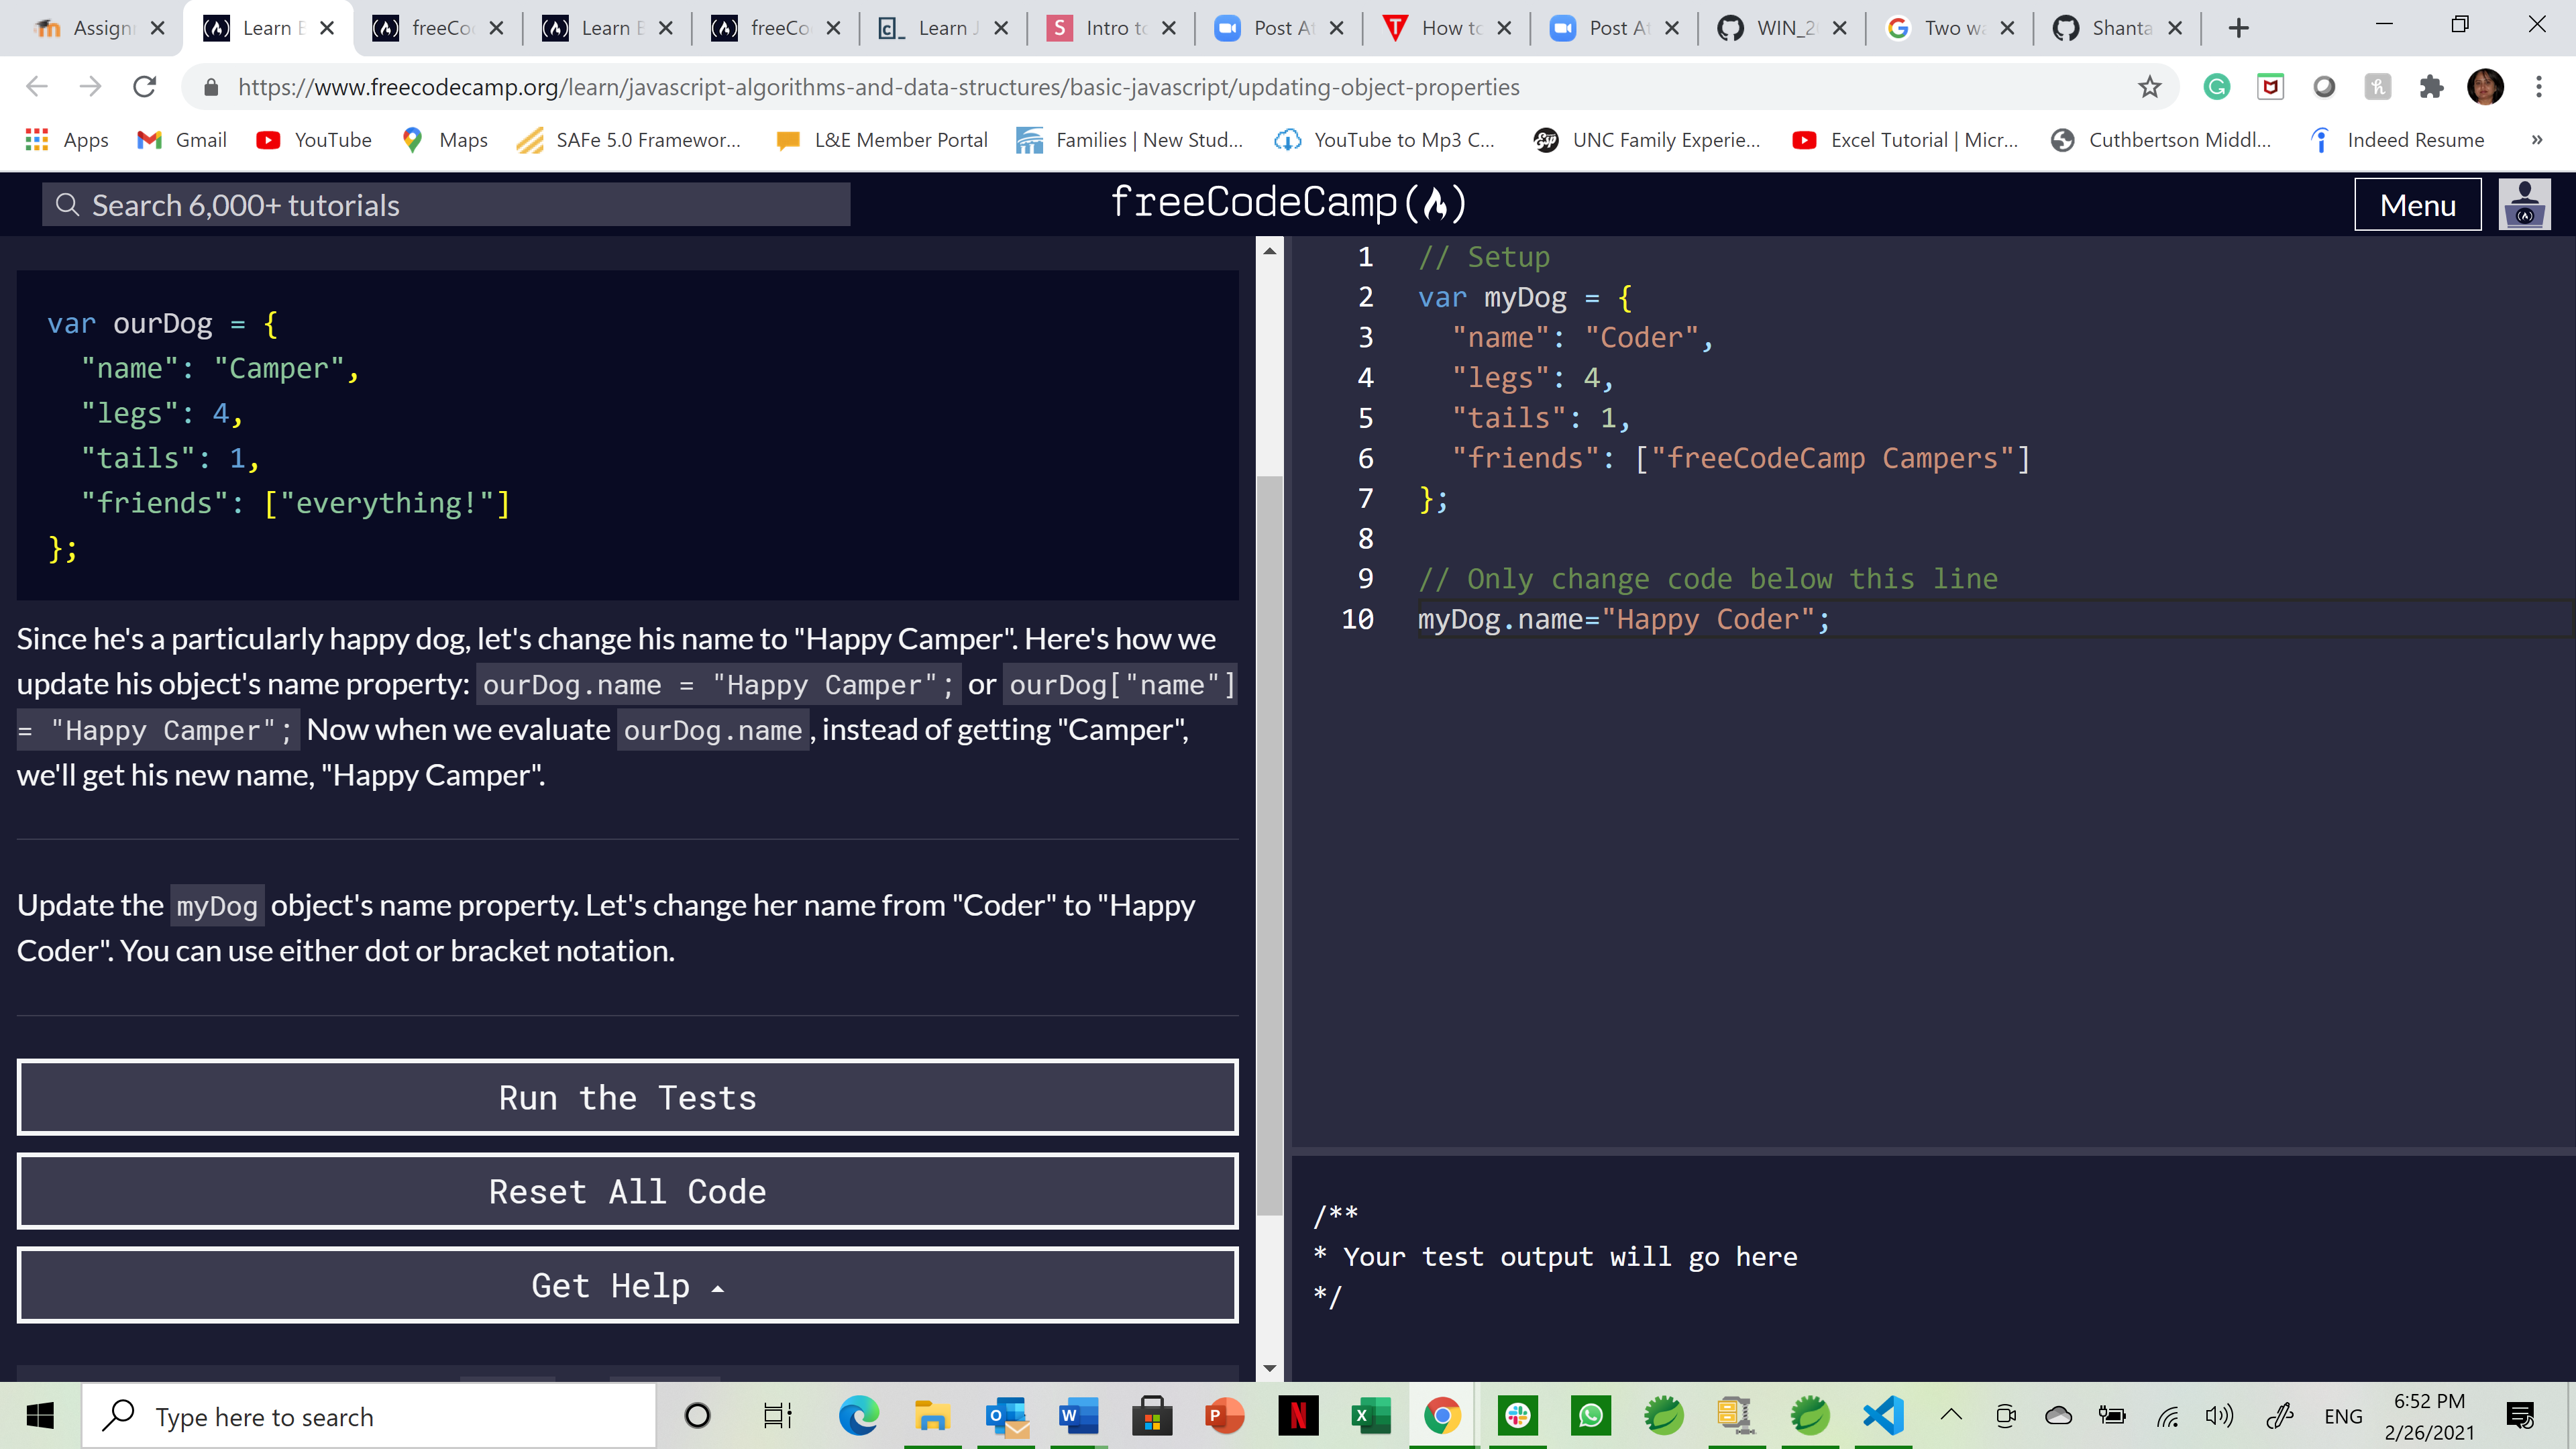 Assignr
Learn B
freeCo
Learn B
freeCo
Learn J
Intro to
Post At
How to
Post At
WIN_2
Two wa
Shanta
https://www.freecodecamp.org/learn/javascript-algorithms-and-data-structures/basic-javascript/updating-object-properties
Apps
Gmail
YouTube
Maps
SAFe 5.0 Framewor...
L&E Member Portal
Families | New Stud...
YouTube to Mp3 C...
UNC Family Experie...
Excel Tutorial | Micr...
Cuthbertson Middl...
Indeed Resume
»
Search 6,000+ tutorials
freeCodeCamp
Menu
var ourDog = {
"name": "Camper",
"legs": 4,
"tails": 1,
"friends": ["everything!"]
};
Since he's a particularly happy dog, let's change his name to "Happy Camper". Here's how we
update his object's name property: ourDog.name = "Happy Camper"; or ourDog["name"]
= "Happy Camper"; Now when we evaluate ourDog.name, instead of getting "Camper",
we'll get his new name, "Happy Camper".
Update the myDog object's name property. Let's change her name from "Coder" to "Happy
Coder". You can use either dot or bracket notation.
Run the Tests
Reset All Code
Get Help
1 // Setup
2 var myDog = {
3 "name": "Coder",
4 "legs": 4,
5 "tails": 1,
6 "friends": ["freeCodeCamp Campers"]
7 };
8
9 // Only change code below this line
10 myDog.name="Happy Coder";
/**
* Your test output will go here
*/
Type here to search
ENG
6:52 PM
2/26/2021